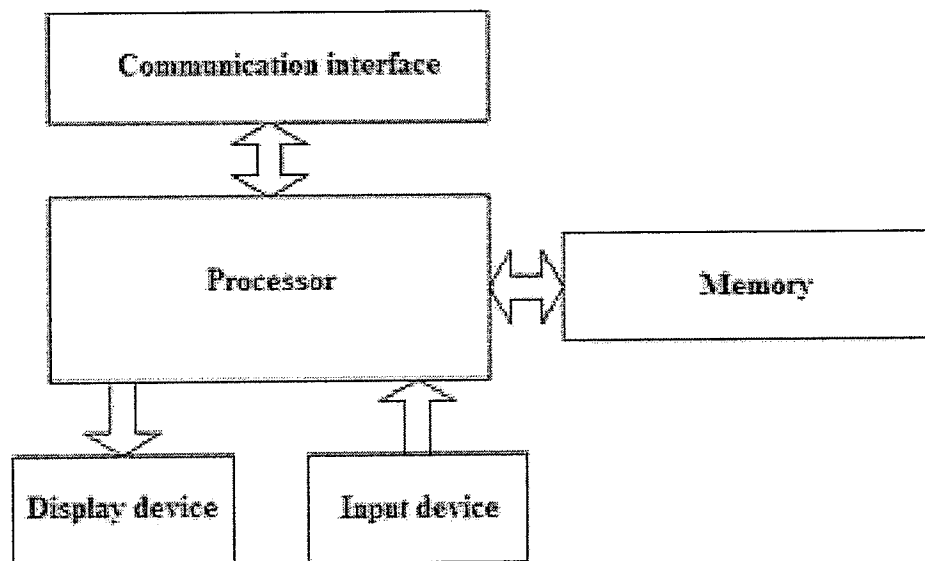 Communication interface
Processor
Memory
Display device
Input device